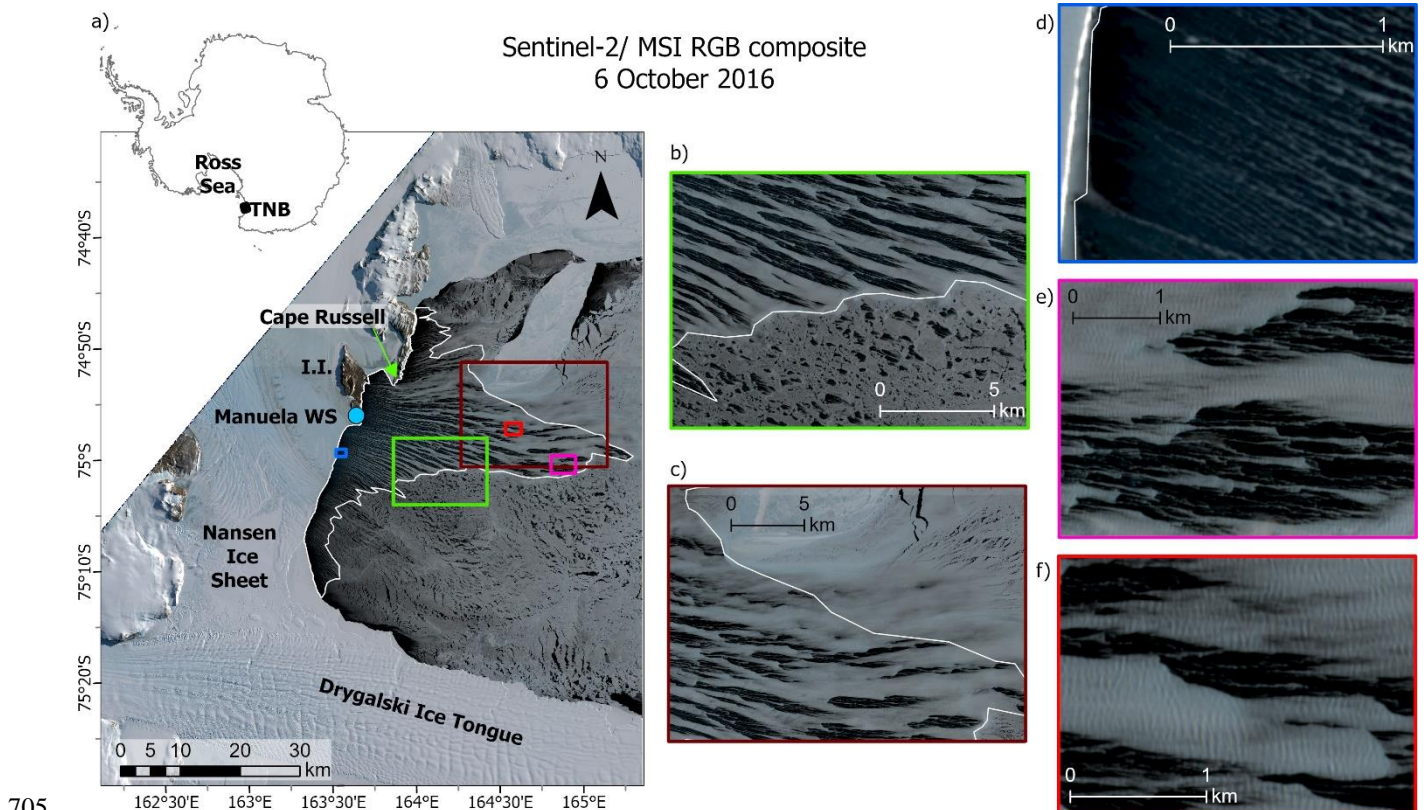 a)
Sentinel-2/ MSI RGB composite
6 October 2016
Ross
Sea
TNB
N
74°40'S
74°50'S
75°S
75°10'S
75°20'S
Cape Russell
I.I.
Manuela WS
Nansen
Ice
Sheet
Drygalski Ice Tongue
0 5 10 20 30
km
162°30'E 163°E 163°30'E 164°E 164°30'E 165°E
b)
0 5
km
c)
0 5
km
d)
0 1
km
e)
0 1
km
f)
0 1
km
705